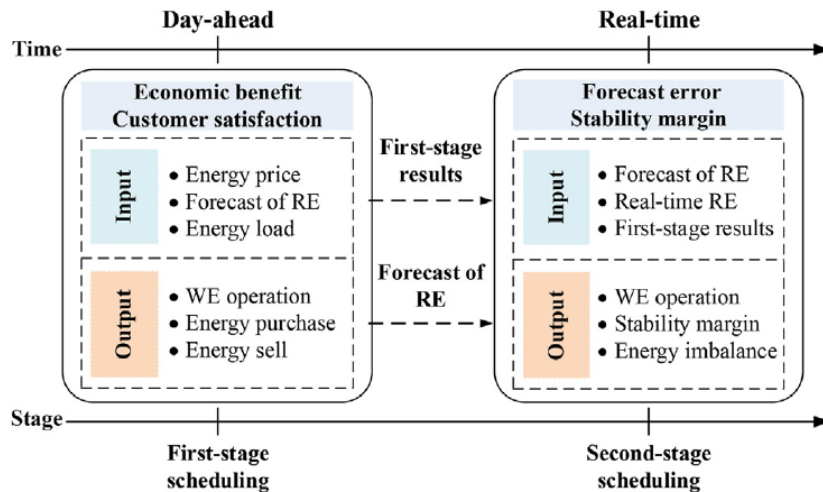 Day-ahead
Real-time
Time
Economic benefit
Customer satisfaction
Input
• Energy price
• Forecast of RE
• Energy load
Output
• WE operation
• Energy purchase
• Energy sell
First-stage
results
Forecast of
RE
Forecast error
Stability margin
Input
• Forecast of RE
• Real-time RE
• First-stage results
Output
• WE operation
• Stability margin
• Energy imbalance
Stage
First-stage
scheduling
Second-stage
scheduling